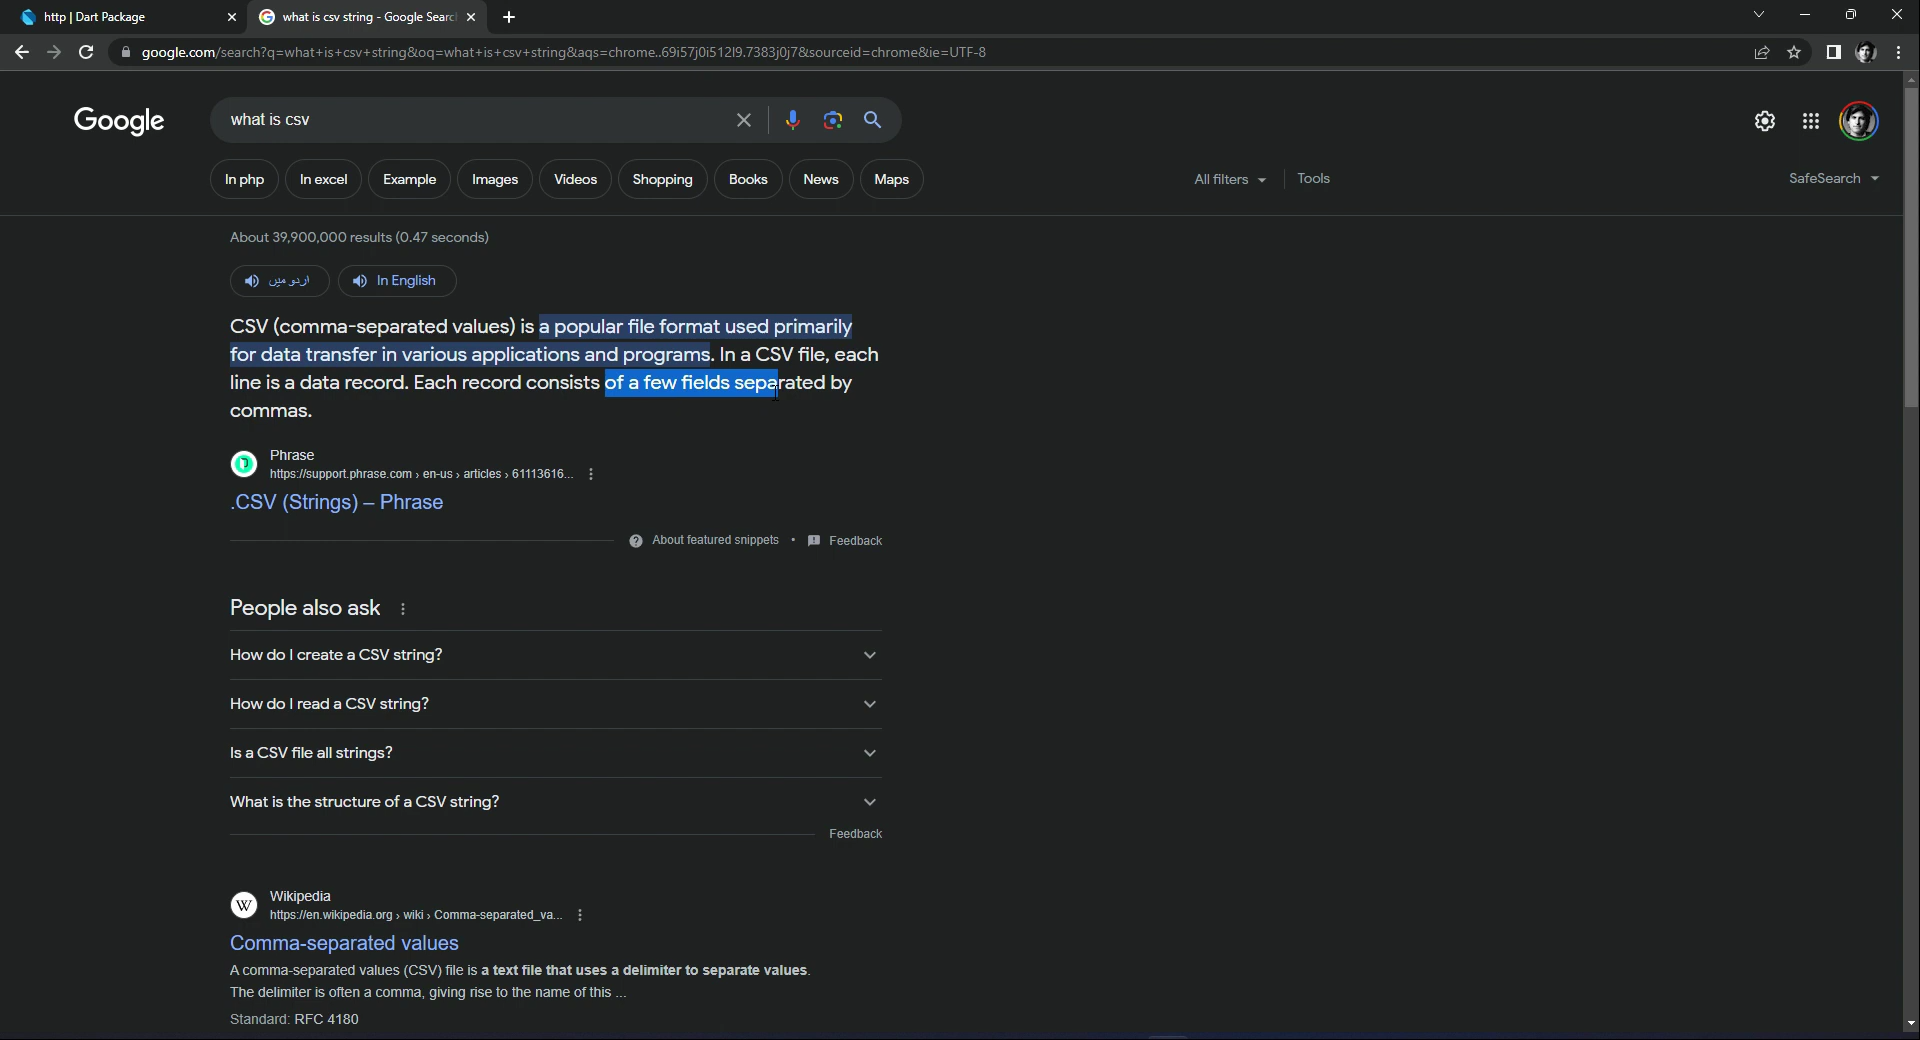 http | Dart Package
what is csv string - Google Searc
google.com/search?q=what+is+csv+string&oq=what+is+csv+string&aqs=chrome..69i57j0i512l9.7383j0j7&sourceid=chrome&ie=UTF-8
Google
what is csv
In php
In excel
Example
Images
Videos
Shopping
Books
News
Maps
All filters
Tools
SafeSearch
About 39,900,000 results (0.47 seconds)
اردو میں
In English
CSV (comma-separated values) is a popular file format used primarily
for data transfer in various applications and programs. In a CSV file, each
line is a data record. Each record consists of a few fields separated by
commas.
Phrase
https://support.phrase.com › en-us › articles › 61113616...
.CSV (Strings) – Phrase
About featured snippets
•
Feedback
People also ask
How do I create a CSV string?
How do I read a CSV string?
Is a CSV file all strings?
What is the structure of a CSV string?
Feedback
W
Wikipedia
https://en.wikipedia.org › wiki › Comma-separated_va...
Comma-separated values
A comma-separated values (CSV) file is a text file that uses a delimiter to separate values.
The delimiter is often a comma, giving rise to the name of this ...
Standard: RFC 4180